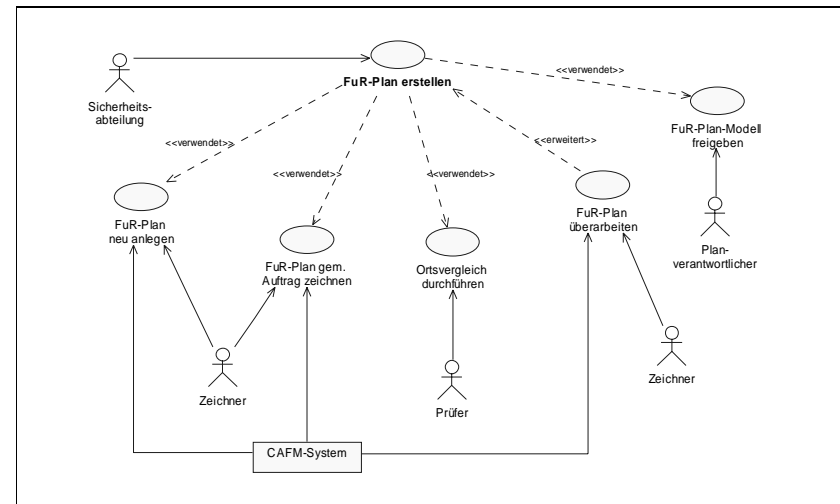 <<verwendet>>
FuR-Plan erstellen
Sicherheits-
abteilung
FuR-Plan-Modell
freigeben
<<verwendet>>
<<erweitert>>
<<verwendet>>
<<verwendet>>
FuR-Plan
neu anlegen
FuR-Plan
überarbeiten
Plan-
verantwortlicher
FuR-Plan gem.
Auftrag zeichnen
Ortsvergleich
durchführen
Zeichner
Zeichner
Prüfer
CAFM-System